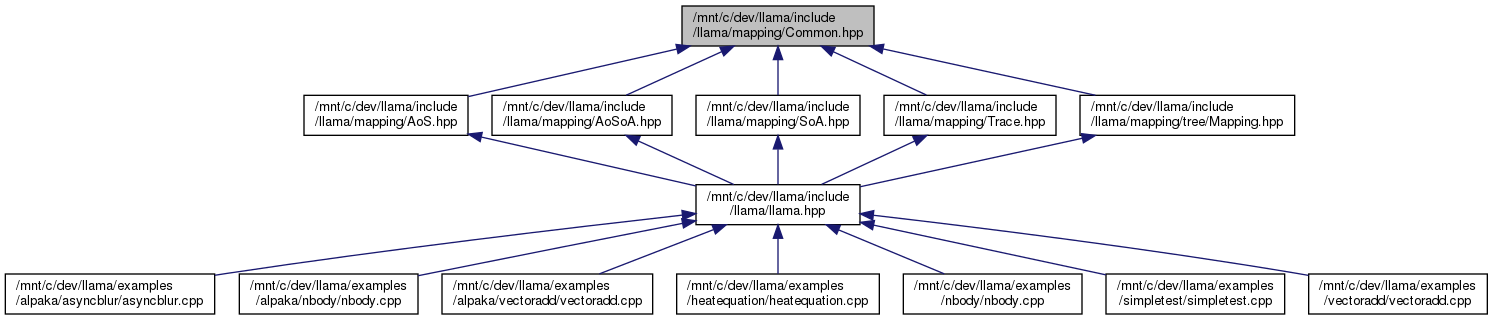 /mnt/c/dev/llama/include
/llama/mapping/Common.hpp
/mnt/c/dev/llama/include
/llama/mapping/AoS.hpp
/mnt/c/dev/llama/include
/llama/mapping/AoSoA.hpp
/mnt/c/dev/llama/include
/llama/mapping/SoA.hpp
/mnt/c/dev/llama/include
/llama/mapping/Trace.hpp
/mnt/c/dev/llama/include
/llama/mapping/tree/Mapping.hpp
/mnt/c/dev/llama/include
/llama/llama.hpp
/mnt/c/dev/llama/examples
/alpaka/asyncblur/asyncblur.cpp
/mnt/c/dev/llama/examples
/alpaka/nbody/nbody.cpp
/mnt/c/dev/llama/examples
/alpaka/vectoradd/vectoradd.cpp
/mnt/c/dev/llama/examples
/heatequation/heatequation.cpp
/mnt/c/dev/llama/examples
/nbody/nbody.cpp
/mnt/c/dev/llama/examples
/simpletest/simpletest.cpp
/mnt/c/dev/llama/examples
/vectoradd/vectoradd.cpp